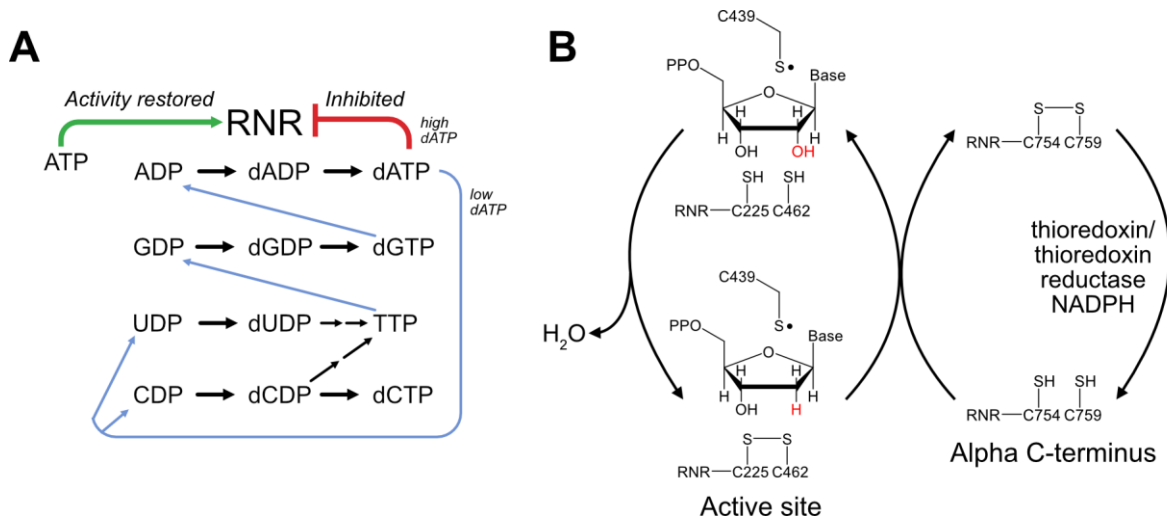 A
Activity restored
RNR
Inhibited
high
dATP
ATP
ADP dADP dATP
low
dATP
GDP dGDP dGTP
UDP dUDP TTP
CDP dCDP dCTP
B
C439
S•
PPO
Base
O
H H
H H
OH OH
SH SH
RNR C225 C462
H₂O
C439
S•
PPO
Base
O
H H
H H
OH H
S S
RNR C225 C462
Active site
S S
RNR C754 C759
thioredoxin/
thioredoxin
reductase
NADPH
SH SH
RNR C754 C759
Alpha C-terminus